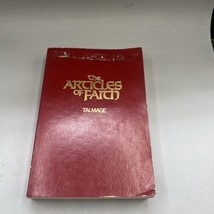 The
ARTICLES
OF FAITH
TALMAGE